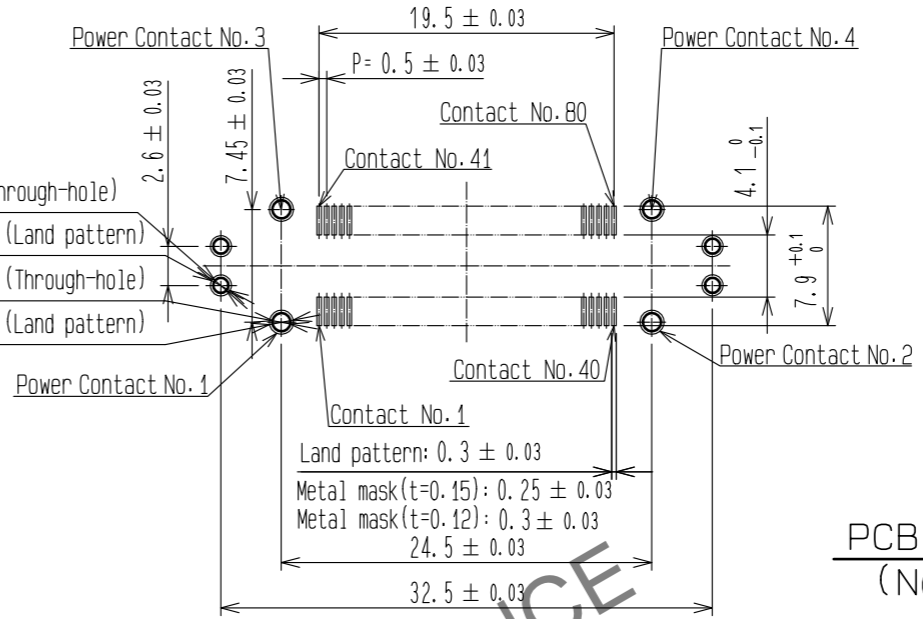 19.5 ± 0.03
Power Contact No.3
Power Contact No.4
P= 0.5 ± 0.03
Contact No.80
2.6 ± 0.03
7.45 ± 0.03
Contact No.41
4.1 0 -0.1
hrough-hole)
(Land pattern)
(Through-hole)
(Land pattern)
7.9 +0.1 0
Power Contact No.2
Power Contact No.1
Contact No.40
Contact No.1
Land pattern: 0.3 ± 0.03
Metal mask(t=0.15): 0.25 ± 0.03
Metal mask(t=0.12): 0.3 ± 0.03
24.5 ± 0.03
PCB
32.5 ± 0.03